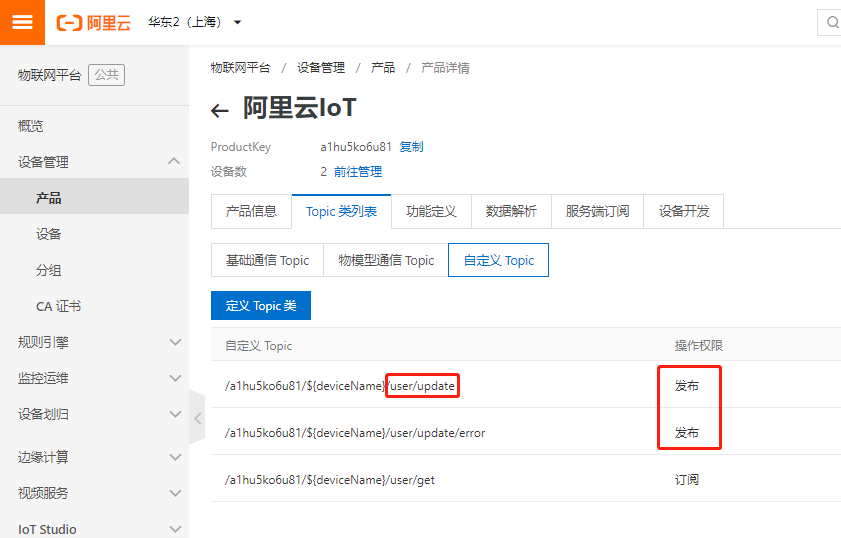 阿里云 华东2（上海）
物联网平台 公共
概览
设备管理
产品
设备
分组
CA 证书
规则引擎
监控运维
设备划归
边缘计算
视频服务
IoT Studio
物联网平台 / 设备管理 / 产品 / 产品详情
← 阿里云IoT
ProductKey a1hu5ko6u81 复制
设备数 2 前往管理
产品信息 Topic 类列表 功能定义 数据解析 服务端订阅 设备开发
基础通信 Topic 物模型通信 Topic 自定义 Topic
定义 Topic 类
自定义 Topic 操作权限
/a1hu5ko6u81/${deviceName}/user/update 发布
/a1hu5ko6u81/${deviceName}/user/update/error 发布
/a1hu5ko6u81/${deviceName}/user/get 订阅